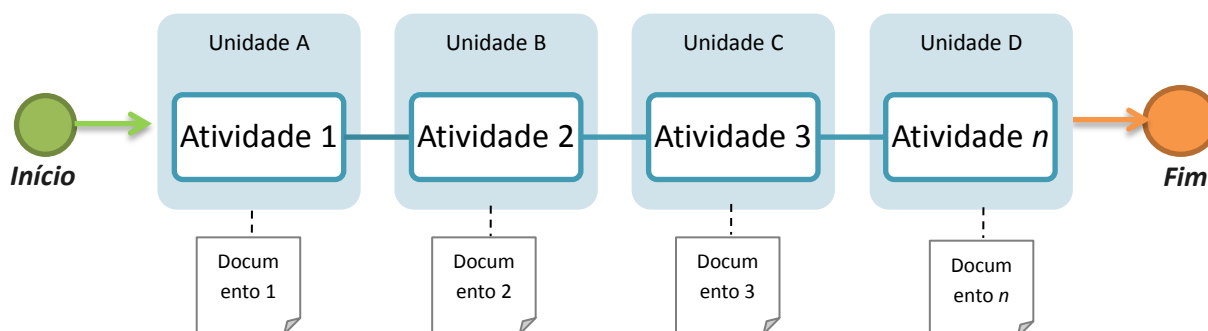 Unidade A
Unidade B
Unidade C
Unidade D
Início
Atividade 1
Atividade 2
Atividade 3
Atividade n
Fim
Docum
ento 1
Docum
ento 2
Docum
ento 3
Docum
ento n